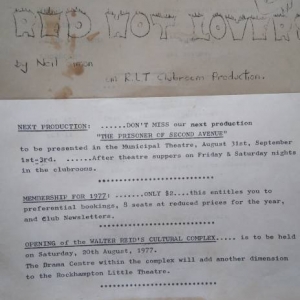 RED HOT LOVERS
by Neil Simon
An R.L.T Clubroom Production.
NEXT PRODUCTION: ......DON'T MISS our next production
"THE PRISONER OF SECOND AVENUE"
to be presented in the Municipal Theatre, August 31st, September
1st-3rd. ......After theatre suppers on Friday & Saturday nights
in the clubrooms.
********************************
MEMBERSHIP FOR 1977: .......ONLY $2....this entitles you to
preferential bookings, 8 seats at reduced prices for the year,
and Club Newsletters.
********************************
OPENING of the WALTER REID'S CULTURAL COMPLEX..... is to be held
on Saturday, 20th August, 1977.
The Drama Centre within the complex will add another dimension
to the Rockhampton Little Theatre.
********************************